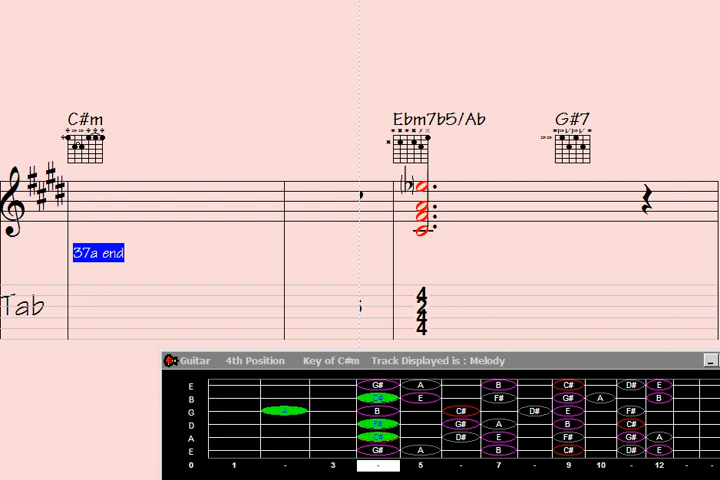 C#m Ebm7b5/Ab G#7
37a end
Tab
4
2
4
4
Guitar 4th Position Key of C#m Track Displayed is : Melody
E G# A B C# D# E
B D# E F# G# A B
G A B C# D# E F#
D F# G# A B C#
A C# D# E F# G# A
E G# A B C# D# E
0 1 - 3 - 5 - 7 - 9 10 - 12 - -